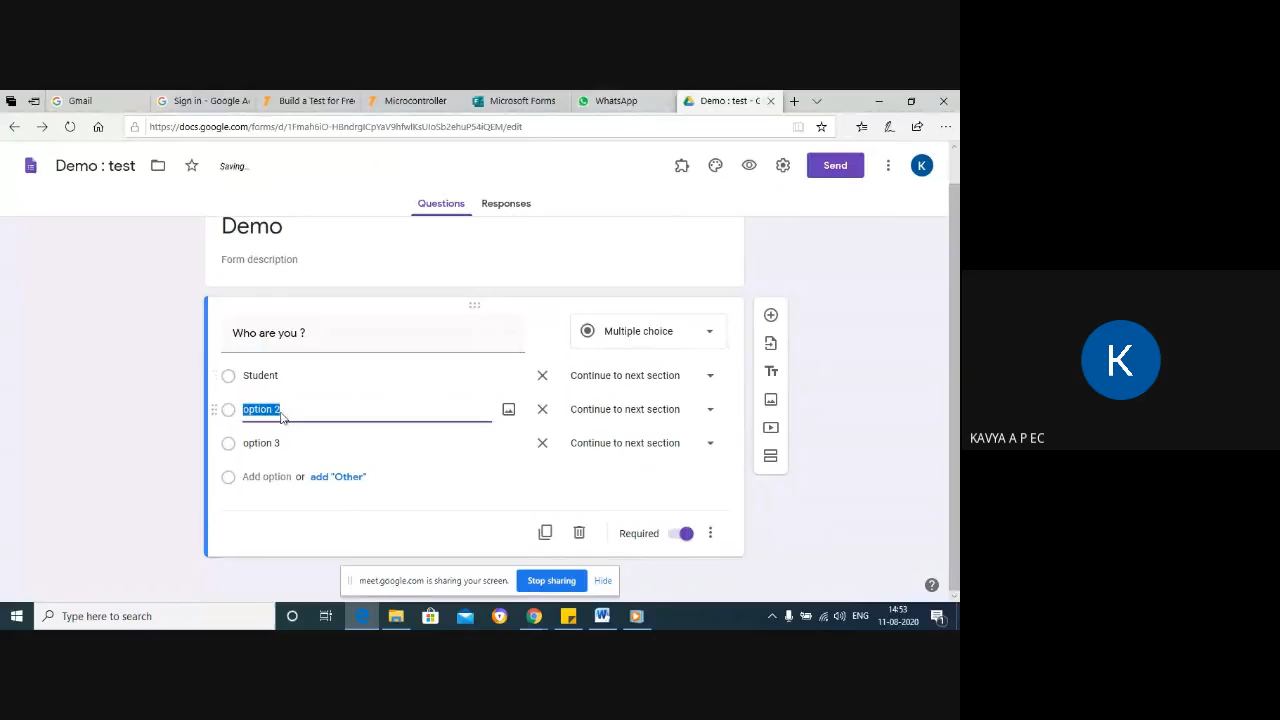 Gmail
Sign in - Google Ac
Build a Test for Free
Microcontroller
Microsoft Forms
WhatsApp
Demo : test - G
https://docs.google.com/forms/d/1Fmah6iO-HBndrgICpYaV9hfwIKsUIoSb2ehuP54iQEM/edit
Demo : test
Saving...
Send
K
Questions
Responses
Demo
Form description
Who are you ?
Multiple choice
Student
Continue to next section
option 2
Continue to next section
option 3
Continue to next section
Add option or add "Other"
Required
meet.google.com is sharing your screen.
Stop sharing
Hide
Type here to search
ENG
14:53
11-08-2020
1
K
KAVYA A P EC